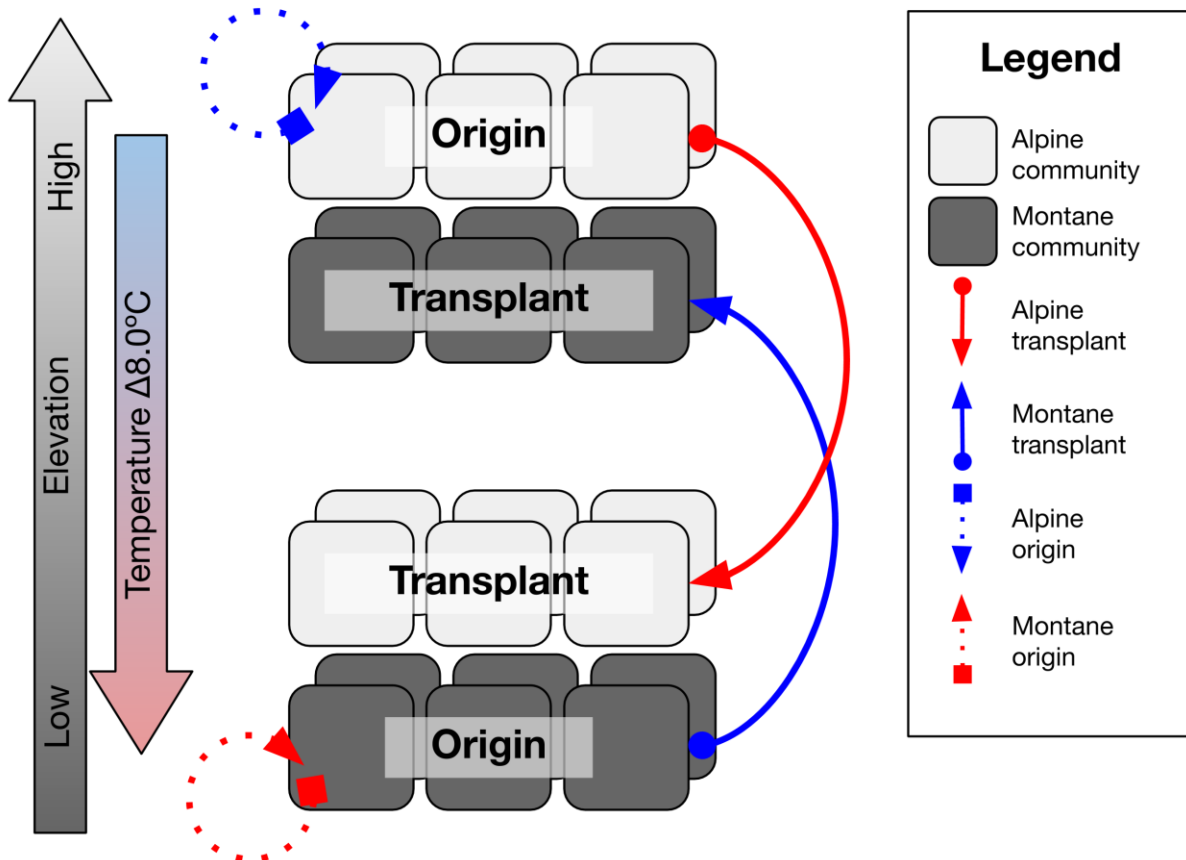 High
Elevation
Low
Temperature Δ8.0ºC
Origin
Transplant
Transplant
Origin
Legend
Alpine
community
Montane
community
Alpine
transplant
Montane
transplant
Alpine
origin
Montane
origin